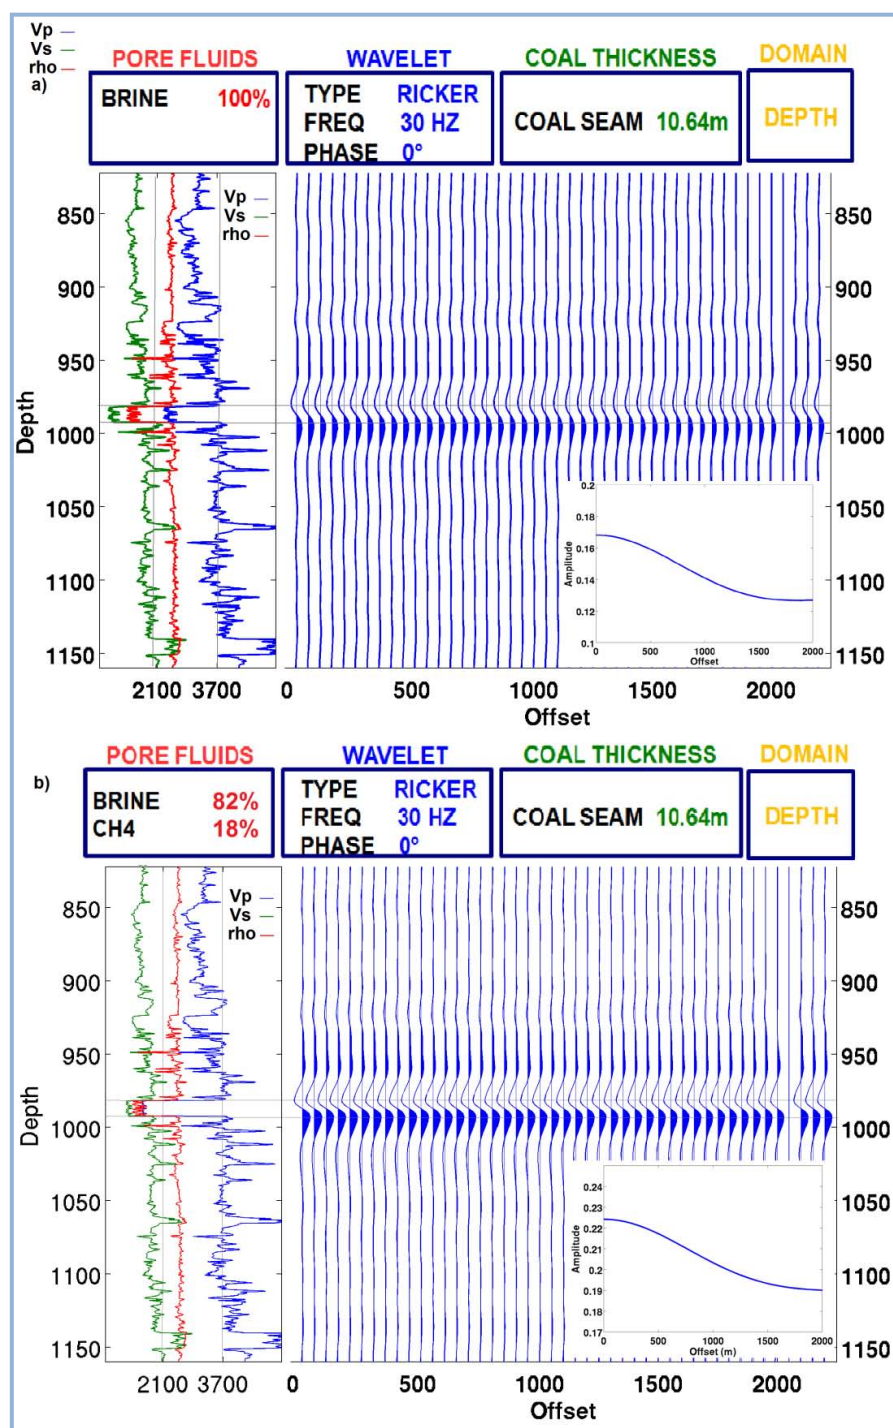 Vp
Vs
rho
a)
PORE FLUIDS WAVELET COAL THICKNESS DOMAIN
BRINE 100%
TYPE RICKER
FREQ 30 HZ
PHASE 0°
COAL SEAM 10.64m
DEPTH
Vp
Vs
rho
850
900
950
1000
1050
1100
1150
Depth
2100 3700
850
900
950
1000
1050
1100
1150
0 500 1000 1500 2000
Offset
0.2
0.16
0.14
0.12
0.1
Amplitude
0 500 1000 1500 2000
Offset
b)
PORE FLUIDS WAVELET COAL THICKNESS DOMAIN
BRINE 82%
CH4 18%
TYPE RICKER
FREQ 30 HZ
PHASE 0°
COAL SEAM 10.64m
DEPTH
Vp
Vs
rho
850
900
950
1000
1050
1100
1150
Depth
2100 3700
850
900
950
1000
1050
1100
1150
0 500 1000 1500 2000
Offset
0.24
0.23
0.22
0.21
0.2
0.19
0.18
0.17
Amplitude
0 500 1000 1500 2000
Offset (m)